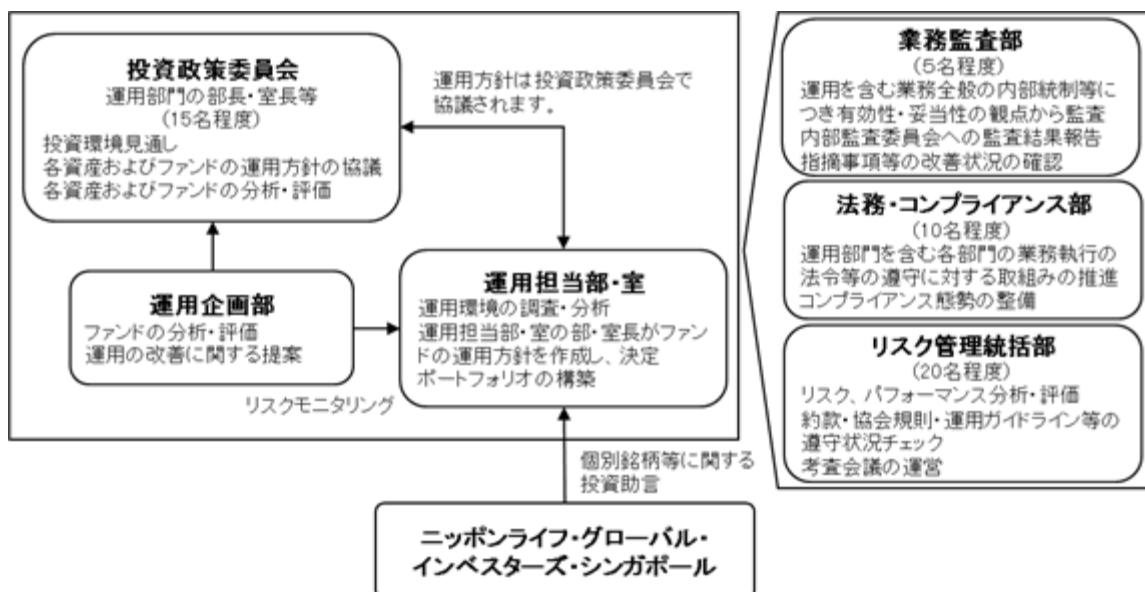 投資政策委員会
運用部門の部長・室長等
(15名程度)
投資環境見通し
各資産およびファンドの運用方針の協議
各資産およびファンドの分析・評価
運用方針は投資政策委員会で
協議されます。
運用企画部
ファンドの分析・評価
運用の改善に関する提案
運用担当部・室
運用環境の調査・分析
運用担当部・室の部・室長がファン
ドの運用方針を作成し、決定
ポートフォリオの構築
リスクモニタリング
個別銘柄等に関する
投資助言
ニッポンライフ・グローバル・
インベスターズ・シンガポール
業務監査部
(5名程度)
運用を含む業務全般の内部統制等に
つき有効性・妥当性の観点から監査
内部監査委員会への監査結果報告
指摘事項等の改善状況の確認
法務・コンプライアンス部
(10名程度)
運用部門を含む各部門の業務執行の
法令等の遵守に対する取組みの推進
コンプライアンス態勢の整備
リスク管理統括部
(20名程度)
リスク、パフォーマンス分析・評価
約款・協会規則・運用ガイドライン等の
遵守状況チェック
考査会議の運営